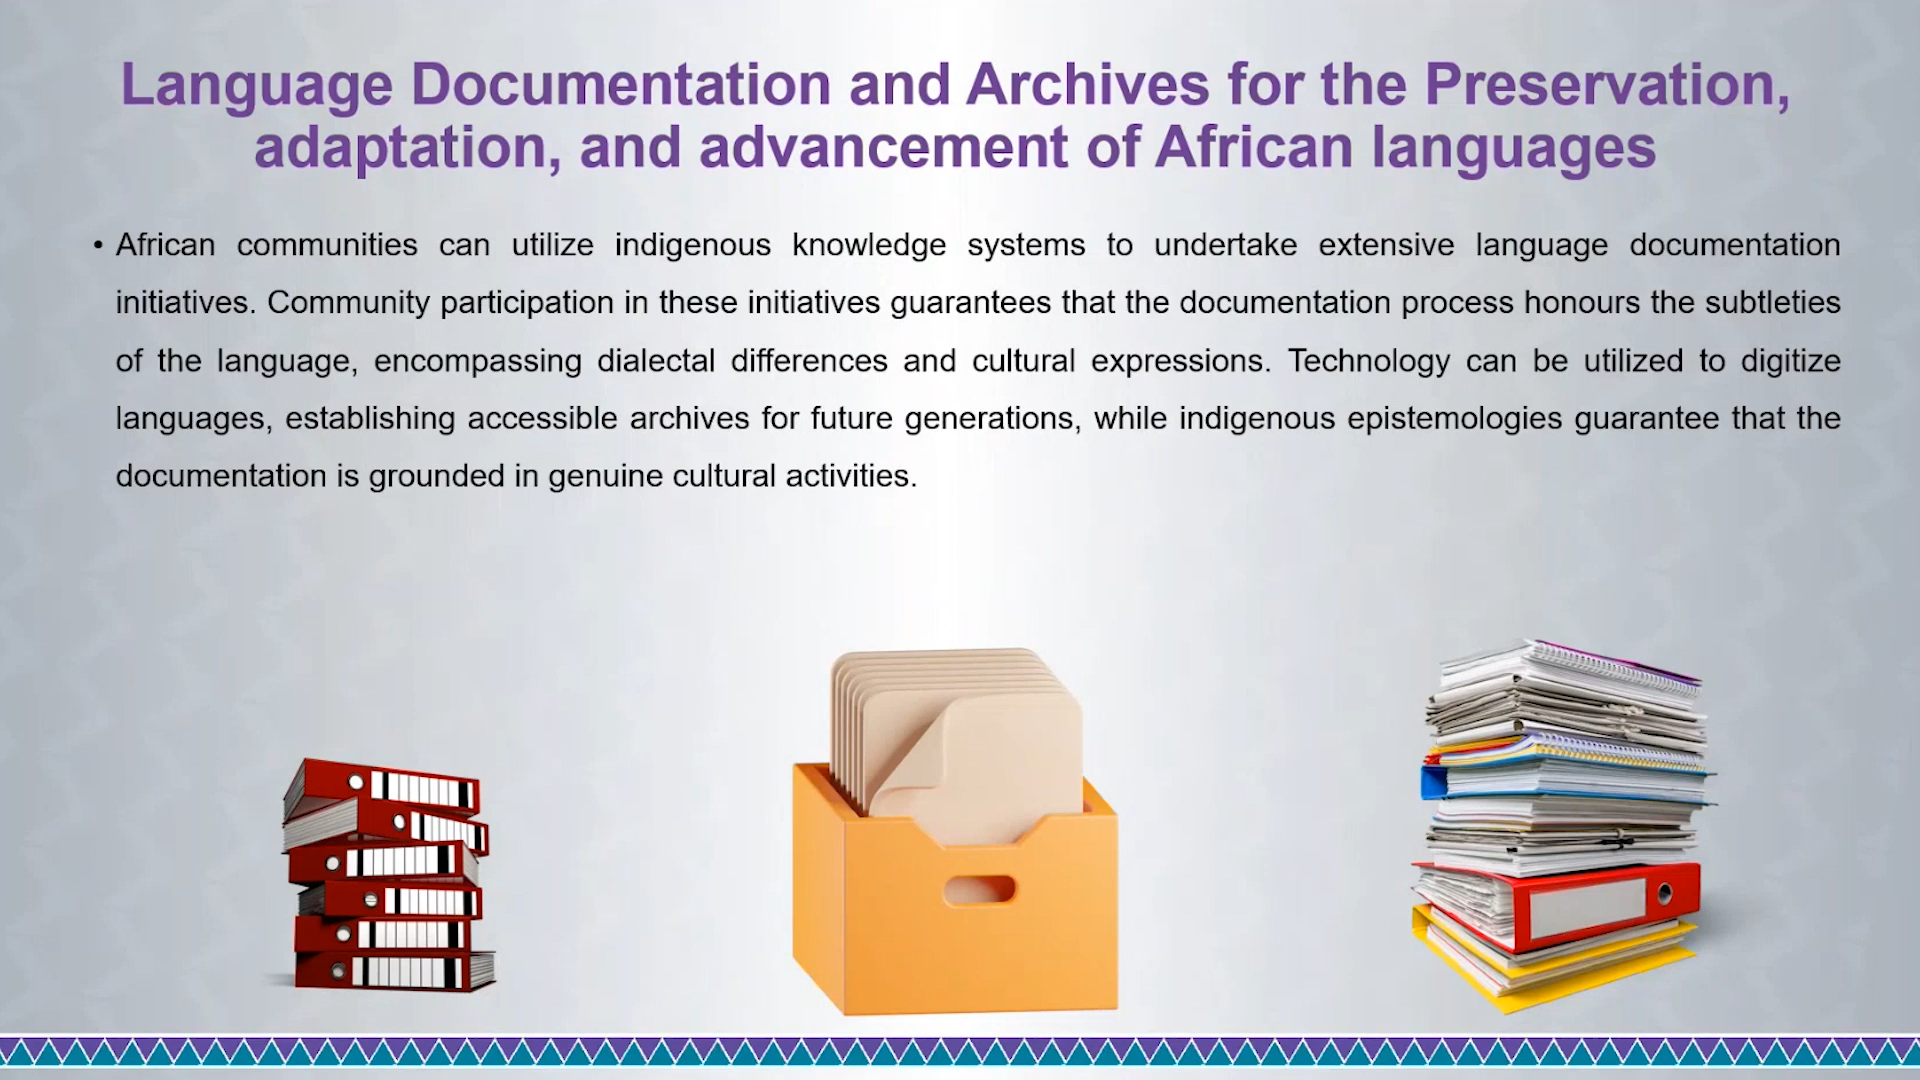 Language Documentation and Archives for the Preservation,
adaptation, and advancement of African languages
• African communities can utilize indigenous knowledge systems to undertake extensive language documentation
initiatives. Community participation in these initiatives guarantees that the documentation process honours the subtleties
of the language, encompassing dialectal differences and cultural expressions. Technology can be utilized to digitize
languages, establishing accessible archives for future generations, while indigenous epistemologies guarantee that the
documentation is grounded in genuine cultural activities.